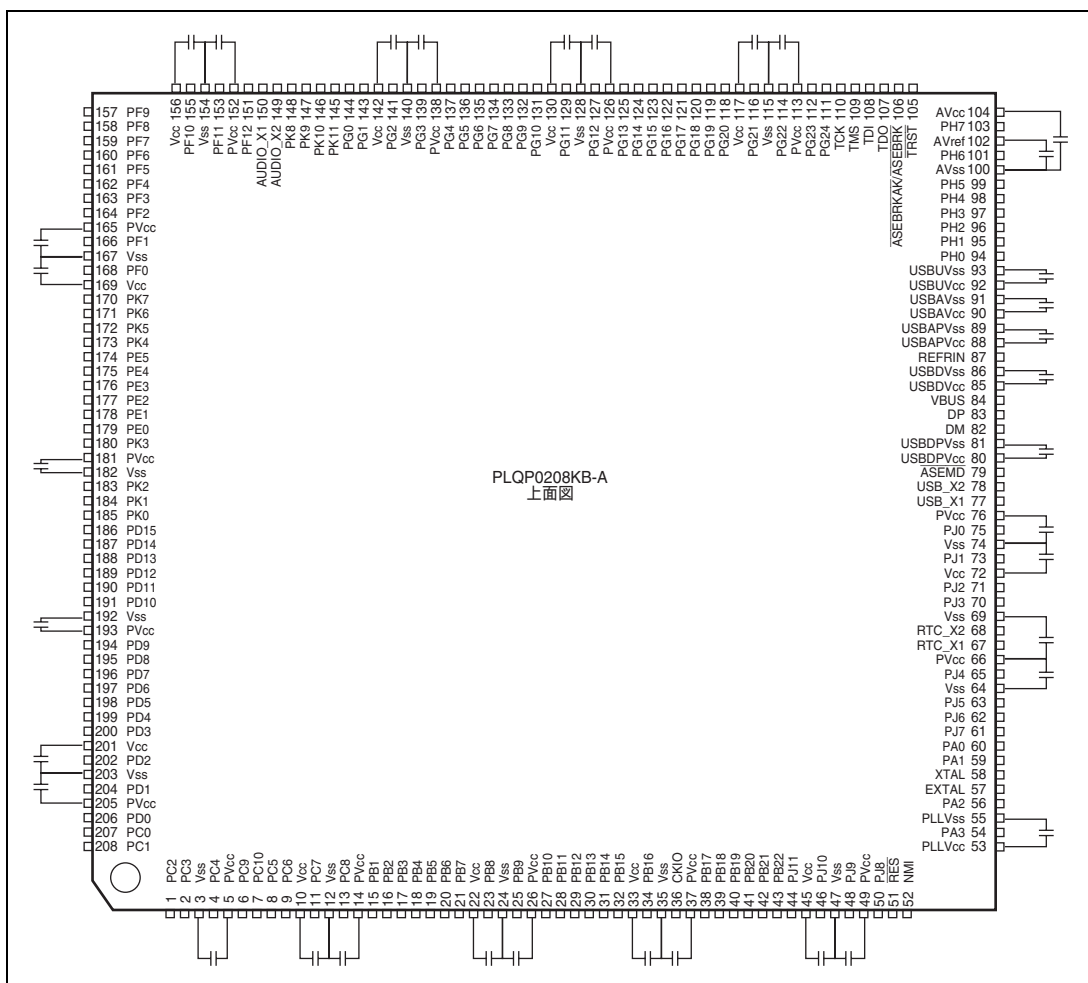 156 Vcc
155 PF10
154 Vss
153 PF11
152 PVcc
151 PF12
150 AUDIO_X1
149 AUDIO_X2
148 PK8
147 PK9
146 PK10
145 PK11
144 PG0
143 PG1
142 Vcc
141 PG2
140 Vss
139 PG3
138 PVcc
137 PG4
136 PG5
135 PG6
134 PG7
133 PG8
132 PG9
131 PG10
130 Vcc
129 PG11
128 Vss
127 PG12
126 PVcc
125 PG13
124 PG14
123 PG15
122 PG16
121 PG17
120 PG18
119 PG19
118 PG20
117 Vcc
116 PG21
115 Vss
114 PG22
113 PVcc
112 PG23
111 PG24
110 TCK
109 TMS
108 TDI
107 TDO
106 ASEBRKAK/ASEBRK
105 TRST
157 PF9
158 PF8
159 PF7
160 PF6
161 PF5
162 PF4
163 PF3
164 PF2
165 PVcc
166 PF1
167 Vss
168 PF0
169 Vcc
170 PK7
171 PK6
172 PK5
173 PK4
174 PE5
175 PE4
176 PE3
177 PE2
178 PE1
179 PE0
180 PK3
181 PVcc
182 Vss
183 PK2
184 PK1
185 PK0
186 PD15
187 PD14
188 PD13
189 PD12
190 PD11
191 PD10
192 Vss
193 PVcc
194 PD9
195 PD8
196 PD7
197 PD6
198 PD5
199 PD4
200 PD3
201 Vcc
202 PD2
203 Vss
204 PD1
205 PVcc
206 PD0
207 PC0
208 PC1
PLQP0208KB-A
上面図
AVcc 104
PH7 103
AVref 102
PH6 101
AVss 100
PH5 99
PH4 98
PH3 97
PH2 96
PH1 95
PH0 94
USBUVss 93
USBUVcc 92
USBAVss 91
USBAVcc 90
USBAPVss 89
USBAPVcc 88
REFRIN 87
USBDVss 86
USBDVcc 85
VBUS 84
DP 83
DM 82
USBDPVss 81
USBDPVcc 80
ASEMD 79
USB_X2 78
USB_X1 77
PVcc 76
PJ0 75
Vss 74
PJ1 73
Vcc 72
PJ2 71
PJ3 70
Vss 69
RTC_X2 68
RTC_X1 67
PVcc 66
PJ4 65
Vss 64
PJ5 63
PJ6 62
PJ7 61
PA0 60
PA1 59
XTAL 58
EXTAL 57
PA2 56
PLLVss 55
PA3 54
PLLVcc 53
1 PC2
2 PC3
3 Vss
4 PC4
5 PVcc
6 PC9
7 PC10
8 PC5
9 PC6
10 Vcc
11 PC7
12 Vss
13 PC8
14 PVcc
15 PB1
16 PB2
17 PB3
18 PB4
19 PB5
20 PB6
21 PB7
22 Vcc
23 PB8
24 Vss
25 PB9
26 PVcc
27 PB10
28 PB11
29 PB12
30 PB13
31 PB14
32 PB15
33 Vcc
34 PB16
35 Vss
36 CKIO
37 PVcc
38 PB17
39 PB18
40 PB19
41 PB20
42 PB21
43 PB22
44 PJ11
45 Vcc
46 PJ10
47 Vss
48 PJ9
49 PVcc
50 PJ8
51 RES
52 NMI